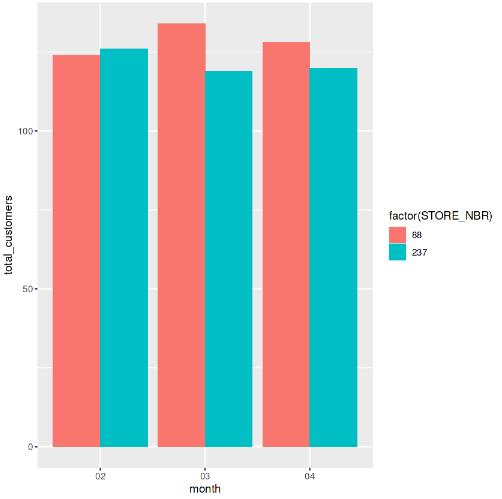 total_customers
100
50
0
02
03
04
month
factor(STORE_NBR)
88
237